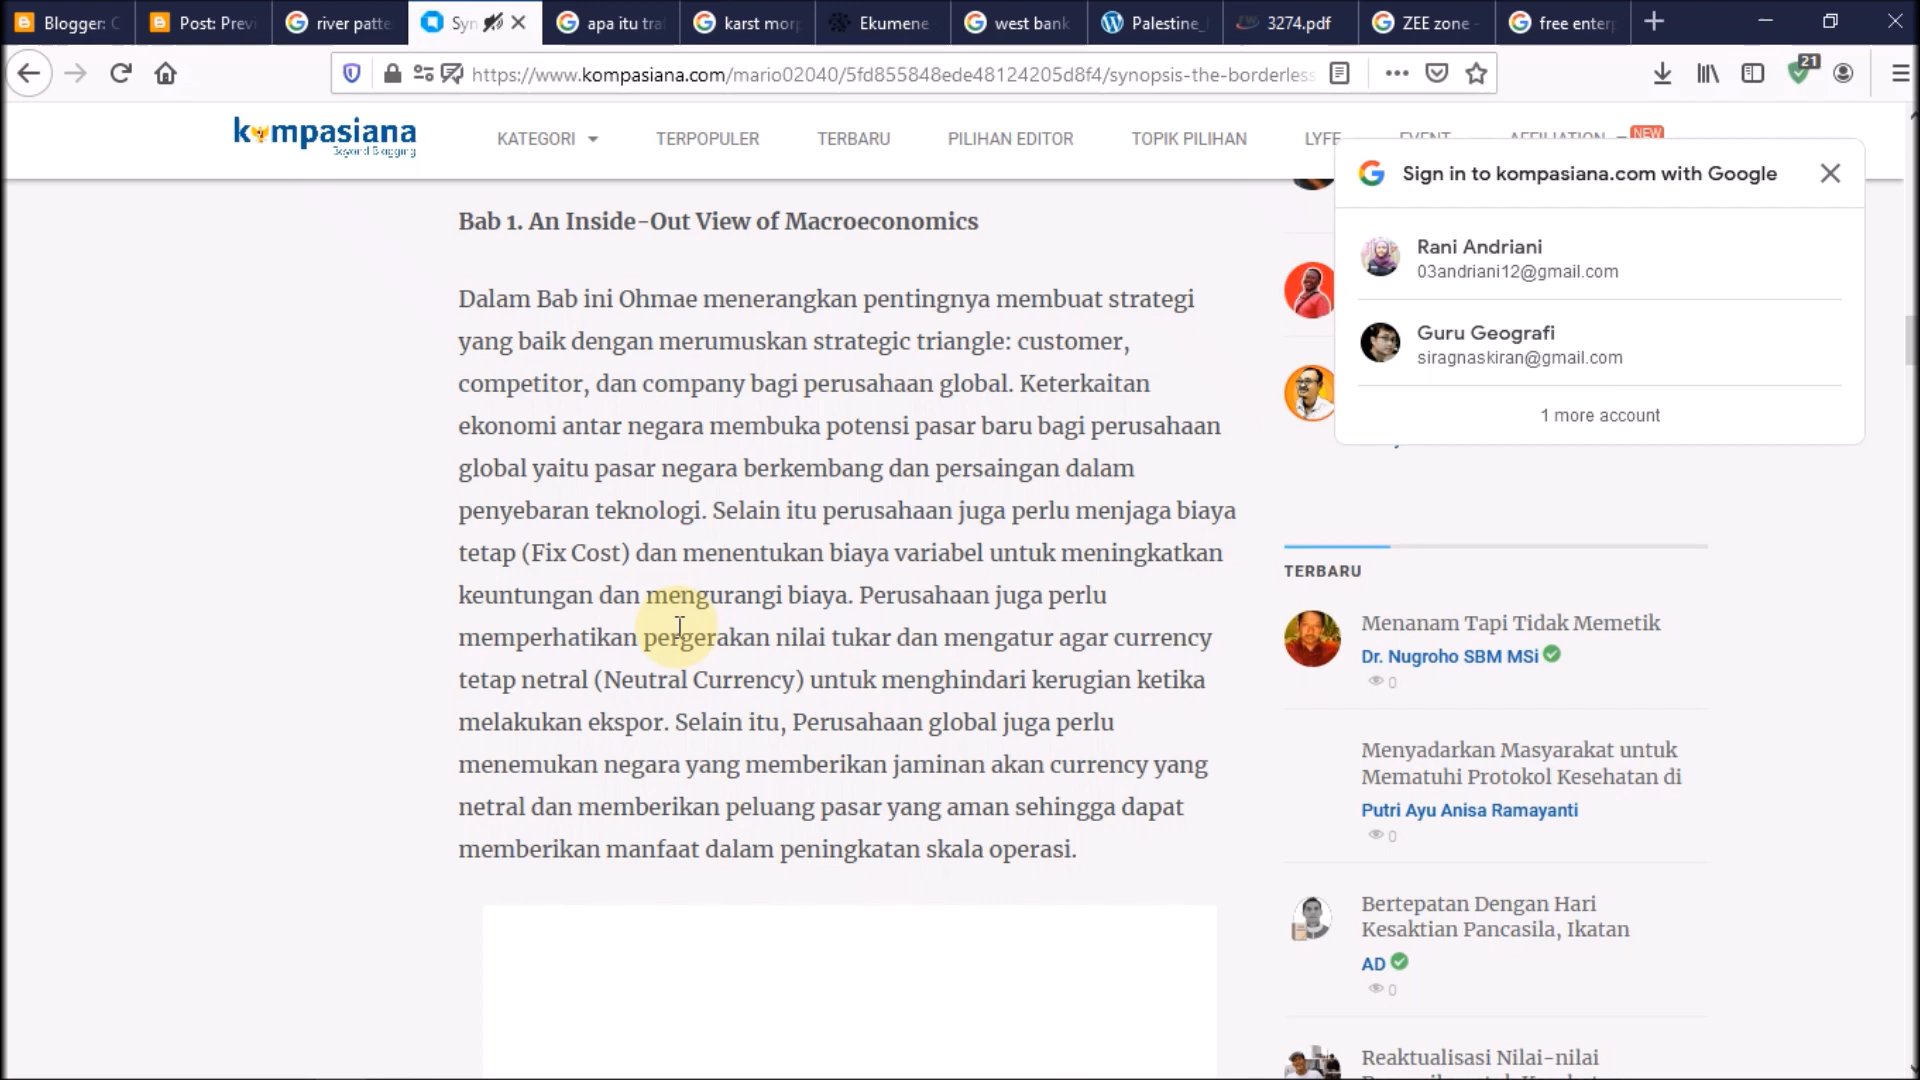 Blogger: C
Post: Previ
river patte
Syn
apa itu tra
karst mor
Ekumene
west bank
Palestine_
3274.pdf
ZEE zone -
free enter
https://www.kompasiana.com/mario02040/5fd855848ede48124205d8f4/synopsis-the-borderless
21
kompasiana
Beyond Blogging
KATEGORI
TERPOPULER
TERBARU
PILIHAN EDITOR
TOPIK PILIHAN
LYFE
EVENT
AFFILIATION
NEW
Sign in to kompasiana.com with Google
Rani Andriani
03andriani12@gmail.com
Guru Geografi
siragnaskiran@gmail.com
1 more account
Bab 1. An Inside-Out View of Macroeconomics
Dalam Bab ini Ohmae menerangkan pentingnya membuat strategi
yang baik dengan merumuskan strategic triangle: customer,
competitor, dan company bagi perusahaan global. Keterkaitan
ekonomi antar negara membuka potensi pasar baru bagi perusahaan
global yaitu pasar negara berkembang dan persaingan dalam
penyebaran teknologi. Selain itu perusahaan juga perlu menjaga biaya
tetap (Fix Cost) dan menentukan biaya variabel untuk meningkatkan
keuntungan dan mengurangi biaya. Perusahaan juga perlu
memperhatikan pergerakan nilai tukar dan mengatur agar currency
tetap netral (Neutral Currency) untuk menghindari kerugian ketika
melakukan ekspor. Selain itu, Perusahaan global juga perlu
menemukan negara yang memberikan jaminan akan currency yang
netral dan memberikan peluang pasar yang aman sehingga dapat
memberikan manfaat dalam peningkatan skala operasi.
TERBARU
Menanam Tapi Tidak Memetik
Dr. Nugroho SBM MSi
0
Menyadarkan Masyarakat untuk
Mematuhi Protokol Kesehatan di
Putri Ayu Anisa Ramayanti
0
Bertepatan Dengan Hari
Kesaktian Pancasila, Ikatan
AD
0
Reaktualisasi Nilai-nilai